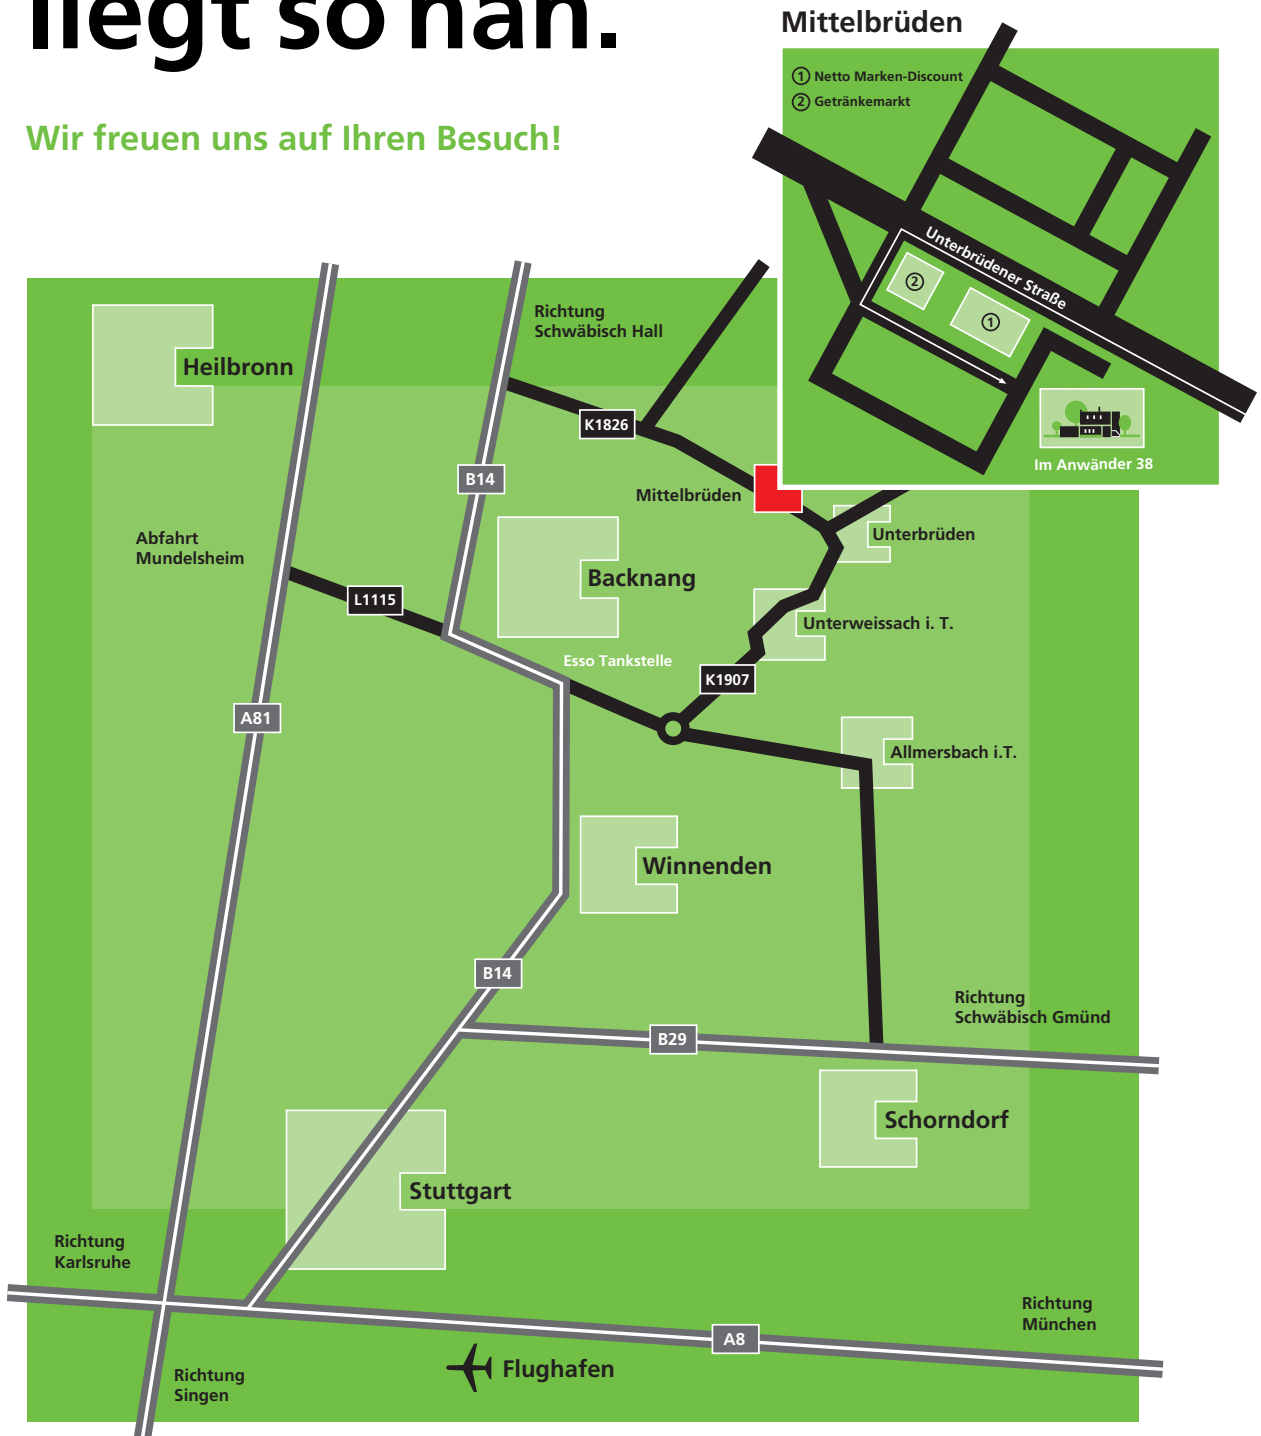 liegt so nah.
Wir freuen uns auf Ihren Besuch!
Mittelbrüden
1 Netto Marken-Discount
2 Getränkemarkt
Unterbrüdener Straße
2
1
Im Anwänder 38
Richtung
Schwäbisch Hall
Heilbronn
K1826
B14
Mittelbrüden
Abfahrt
Mundelsheim
Unterbrüden
Backnang
L1115
Unterweissach i. T.
Esso Tankstelle
K1907
A81
Allmersbach i.T.
Winnenden
B14
Richtung
Schwäbisch Gmünd
B29
Schorndorf
Stuttgart
Richtung
Karlsruhe
Richtung
München
A8
Flughafen
Richtung
Singen